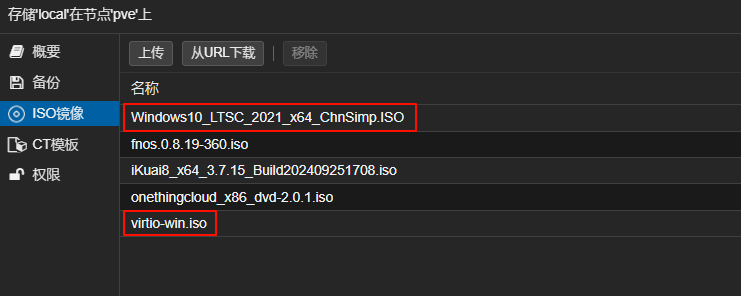 存储'local'在节点'pve'上
概要
备份
ISO镜像
CT模板
权限
上传 从URL下载 移除
名称
Windows10_LTSC_2021_x64_ChnSimp.ISO
fnos.0.8.19-360.iso
iKuai8_x64_3.7.15_Build202409251708.iso
onethingcloud_x86_dvd-2.0.1.iso
virtio-win.iso